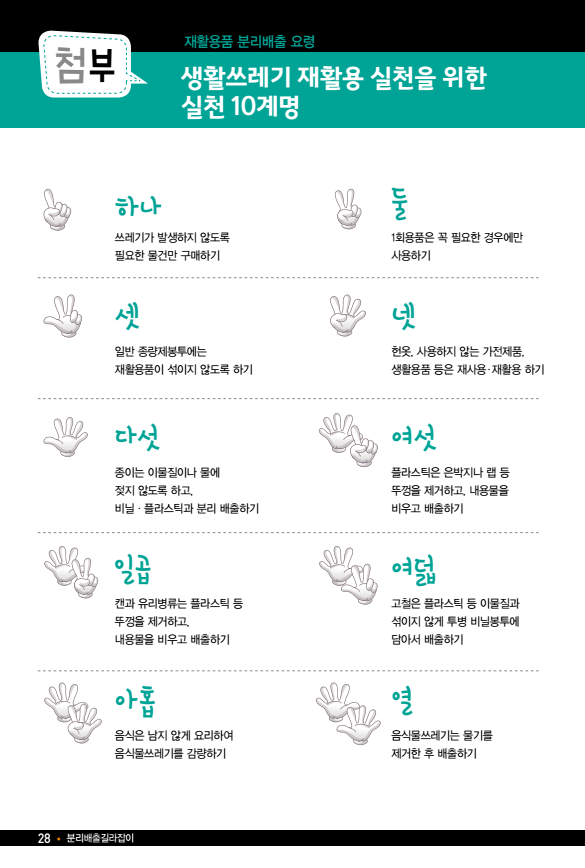 재활용품 분리배출 요령
첨부
생활쓰레기 재활용 실천을 위한
실천 10계명
하나
쓰레기가 발생하지 않도록
필요한 물건만 구매하기
둘
1회용품은 꼭 필요한 경우에만
사용하기
셋
일반 종량제봉투에는
재활용품이 섞이지 않도록 하기
넷
헌옷, 사용하지 않는 가전제품,
생활용품 등은 재사용·재활용 하기
다섯
종이는 이물질이나 물에
젖지 않도록 하고,
비닐·플라스틱과 분리 배출하기
여섯
플라스틱은 은박지나 랩 등
뚜껑을 제거하고, 내용물을
비우고 배출하기
일곱
캔과 유리병류는 플라스틱 등
뚜껑을 제거하고,
내용물을 비우고 배출하기
여덟
고철은 플라스틱 등 이물질과
섞이지 않게 투병 비닐봉투에
담아서 배출하기
아홉
음식은 남지 않게 요리하여
음식물쓰레기를 감량하기
열
음식물쓰레기는 물기를
제거한 후 배출하기
28 • 분리배출길라잡이